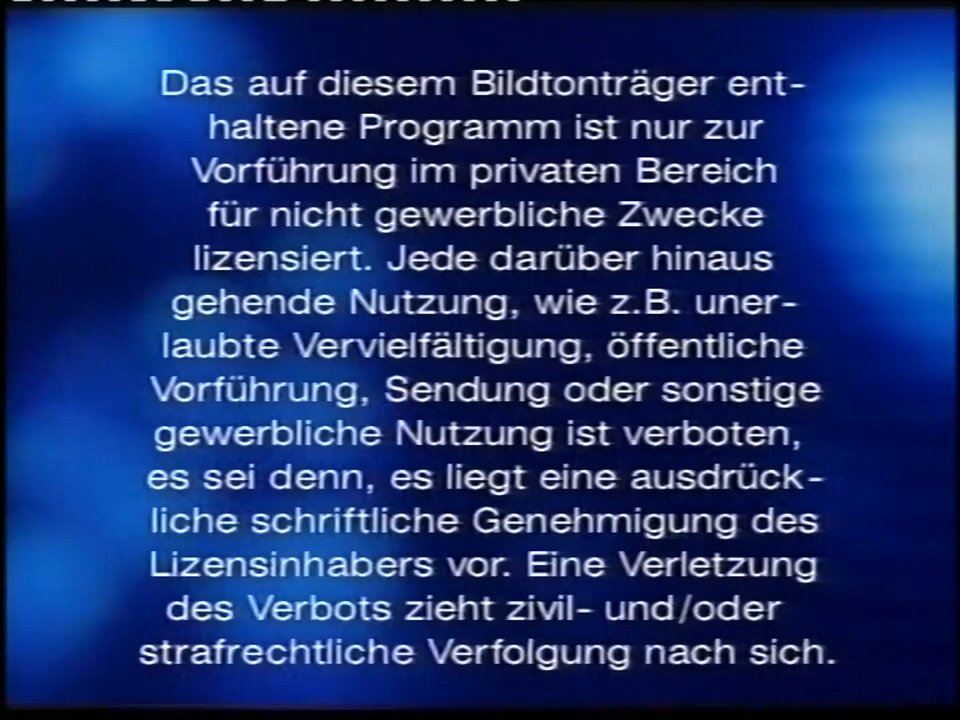 Das auf diesem Bildtonträger ent-
haltene Programm ist nur zur
Vorführung im privaten Bereich
für nicht gewerbliche Zwecke
lizensiert. Jede darüber hinaus
gehende Nutzung, wie z.B. uner-
laubte Vervielfältigung, öffentliche
Vorführung, Sendung oder sonstige
gewerbliche Nutzung ist verboten,
es sei denn, es liegt eine ausdrück-
liche schriftliche Genehmigung des
Lizensinhabers vor. Eine Verletzung
des Verbots zieht zivil- und/oder
strafrechtliche Verfolgung nach sich.